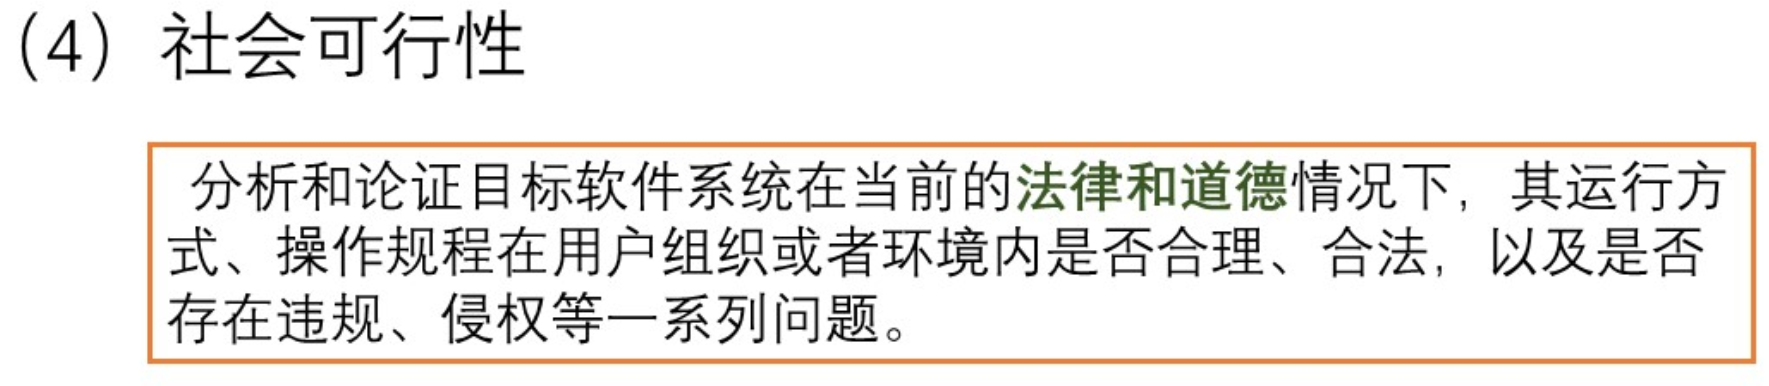 （4）社会可行性
分析和论证目标软件系统在当前的法律和道德情况下，其运行方
式、操作规程在用户组织或者环境内是否合理、合法，以及是否
存在违规、侵权等一系列问题。